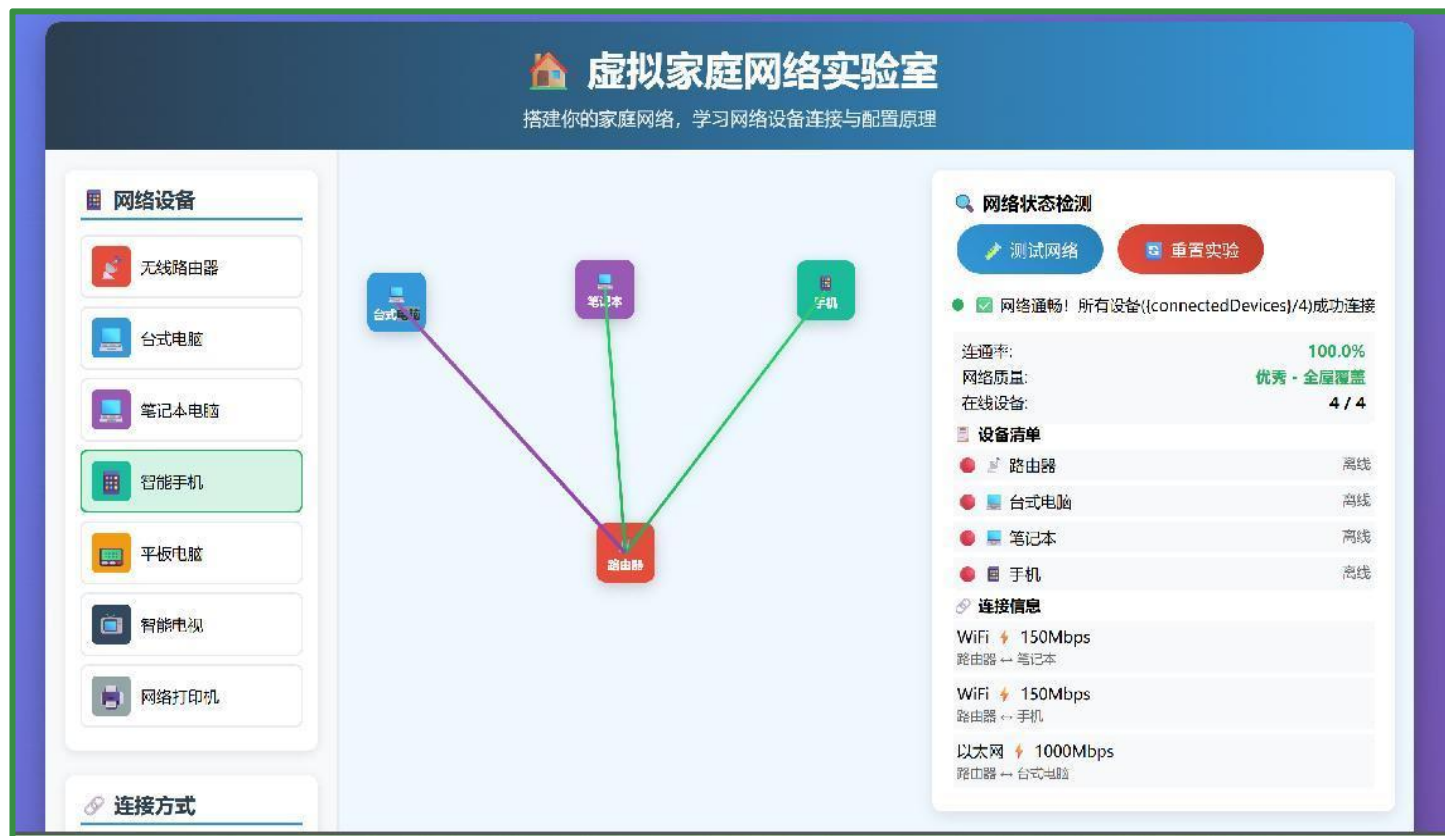 虚拟家庭网络实验室
搭建你的家庭网络，学习网络设备连接与配置原理
网络设备
无线路由器
台式电脑
笔记本电脑
智能手机
平板电脑
智能电视
网络打印机
连接方式
台式电脑
笔记本
手机
路由器
网络状态检测
测试网络
重置实验
网络通畅！所有设备({connectedDevices}/4)成功连接
连通率: 100.0%
网络质量: 优秀 - 全屋覆盖
在线设备: 4 / 4
设备清单
路由器 离线
台式电脑 离线
笔记本 离线
手机 离线
连接信息
WiFi ⚡ 150Mbps
路由器 ↔ 笔记本
WiFi ⚡ 150Mbps
路由器 ↔ 手机
以太网 ⚡ 1000Mbps
路由器 ↔ 台式电脑